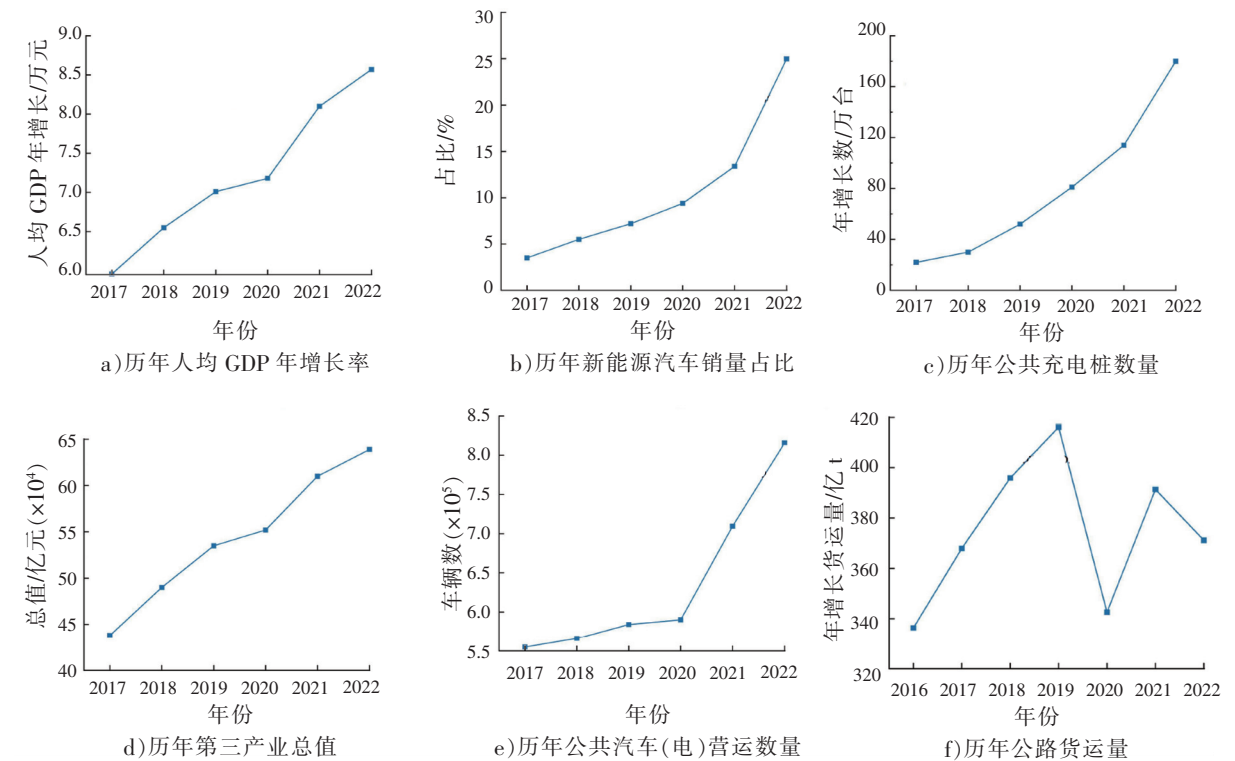 人均 GDP 年增长/万元
9.0
8.5
8.0
7.5
7.0
6.5
6.0
2017 2018 2019 2020 2021 2022
年份
a)历年人均 GDP 年增长率
占比/%
30
25
20
15
10
5
0
2017 2018 2019 2020 2021 2022
年份
b)历年新能源汽车销量占比
年增长数/万台
200
160
120
80
40
0
2017 2018 2019 2020 2021 2022
年份
c)历年公共充电桩数量
总值/亿元(×10⁴)
65
60
55
50
45
40
2017 2018 2019 2020 2021 2022
年份
d)历年第三产业总值
车辆数(×10⁵)
8.5
8.0
7.5
7.0
6.5
6.0
5.5
2017 2018 2019 2020 2021 2022
年份
e)历年公共汽车(电)营运数量
年增长货运量/亿 t
420
400
380
360
340
320
2016 2017 2018 2019 2020 2021 2022
年份
f)历年公路货运量